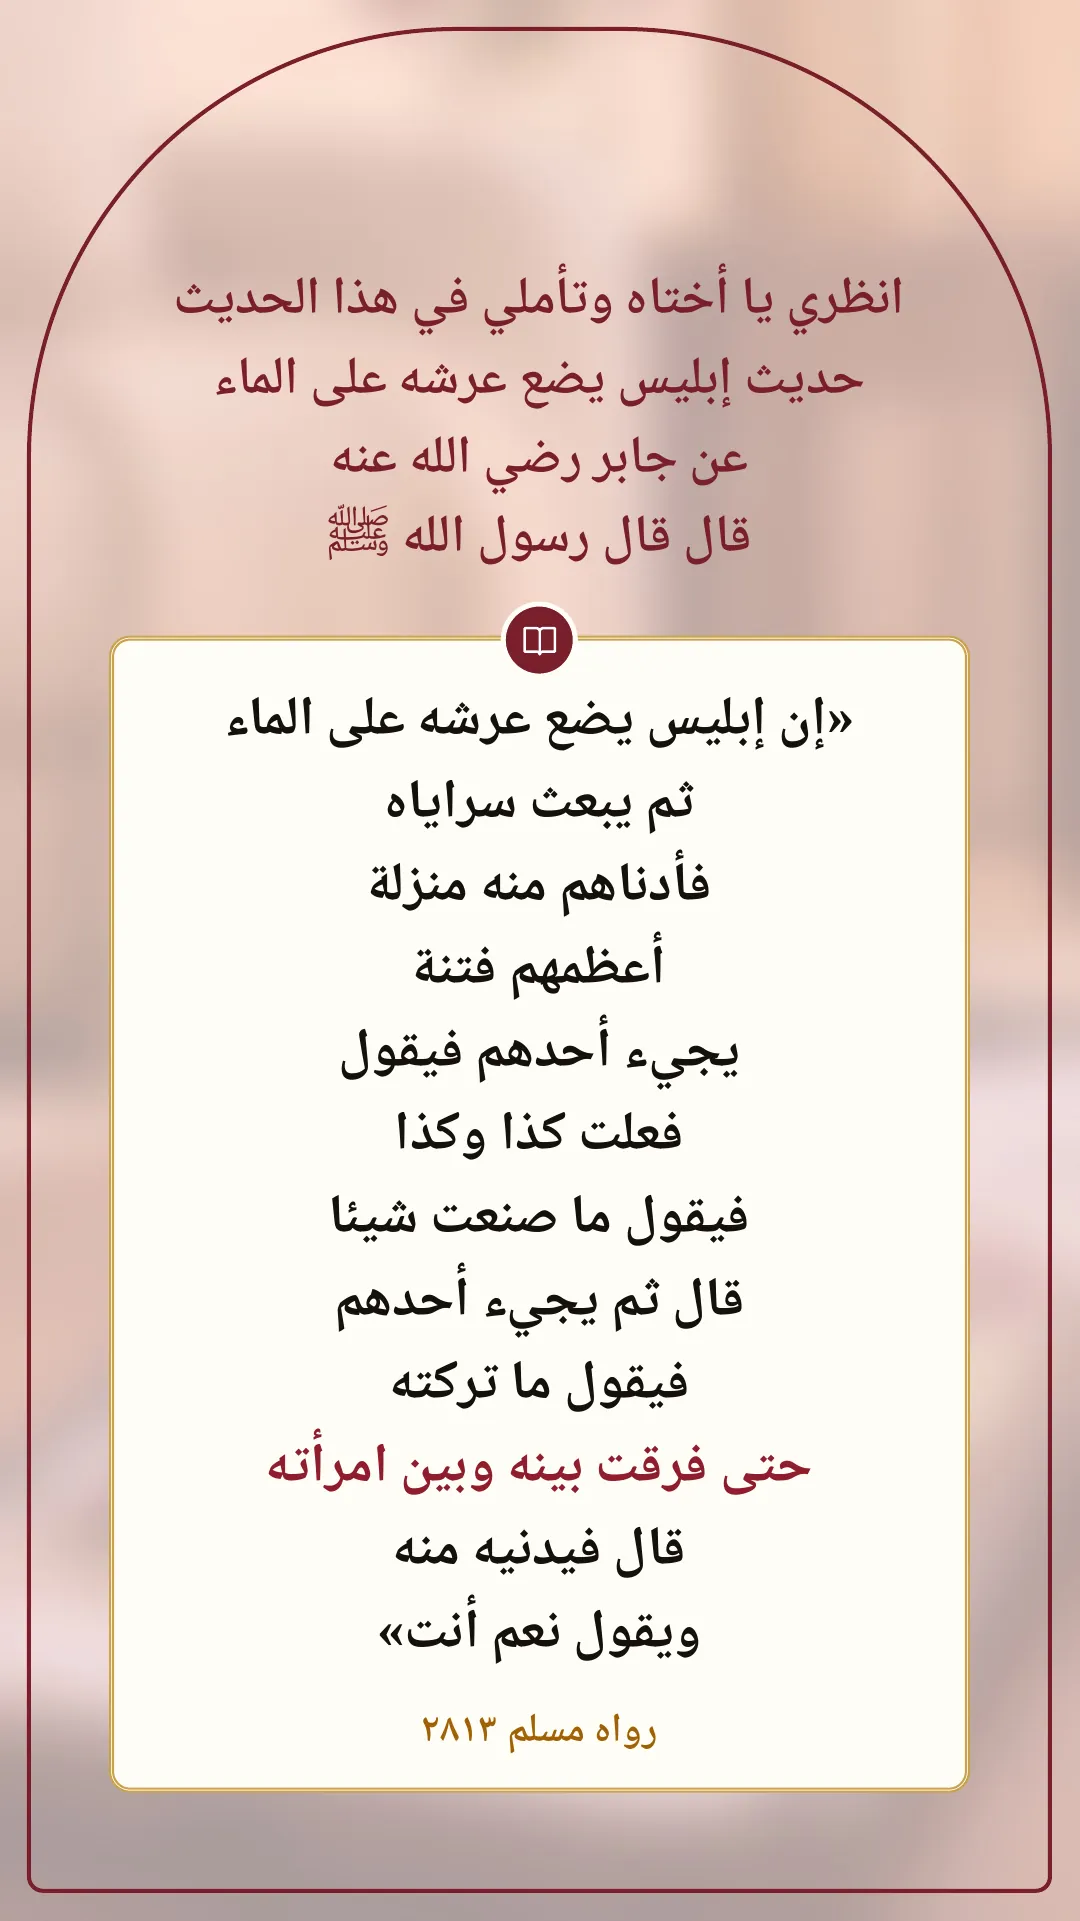 انظري يا أختاه وتأملي في هذا الحديث
حديث إبليس يضع عرشه على الماء
عن جابر رضي الله عنه
قال قال رسول الله ﷺ
«إن إبليس يضع عرشه على الماء
ثم يبعث سراياه
فأدناهم منه منزلة
أعظمهم فتنة
يجيء أحدهم فيقول
فعلت كذا وكذا
فيقول ما صنعت شيئا
قال ثم يجيء أحدهم
فيقول ما تركته
حتى فرقت بينه وبين امرأته
قال فيدنيه منه
ويقول نعم أنت»
رواه مسلم ٢٨١٣